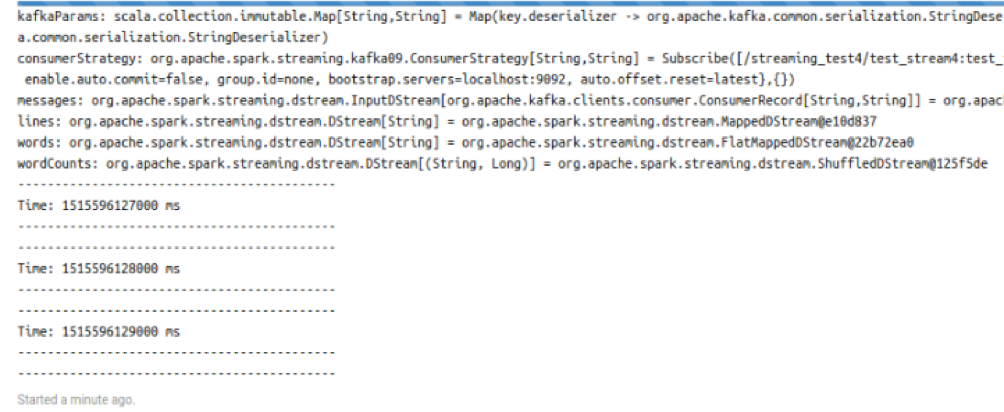 kafkaParams: scala.collection.immutable.Map[String,String] = Map(key.deserializer -> org.apache.kafka.common.serialization.StringDese
a.common.serialization.StringDeserializer)
consumerStrategy: org.apache.spark.streaming.kafka09.ConsumerStrategy[String,String] = Subscribe([/streaming_test4/test_stream4:test_
enable.auto.commit=false, group.id=none, bootstrap.servers=localhost:9092, auto.offset.reset=latest},{})
messages: org.apache.spark.streaming.dstream.InputDStream[org.apache.kafka.clients.consumer.ConsumerRecord[String,String]] = org.apac
lines: org.apache.spark.streaming.dstream.DStream[String] = org.apache.spark.streaming.dstream.MappedDStream@e10d837
words: org.apache.spark.streaming.dstream.DStream[String] = org.apache.spark.streaming.dstream.FlatMappedDStream@22b72ea0
wordCounts: org.apache.spark.streaming.dstream.DStream[(String, Long)] = org.apache.spark.streaming.dstream.ShuffledDStream@125f5de
-------------------------------------------
Time: 1515596127000 ms
-------------------------------------------
-------------------------------------------
Time: 1515596128000 ms
-------------------------------------------
-------------------------------------------
Time: 1515596129000 ms
-------------------------------------------
-------------------------------------------
Started a minute ago.